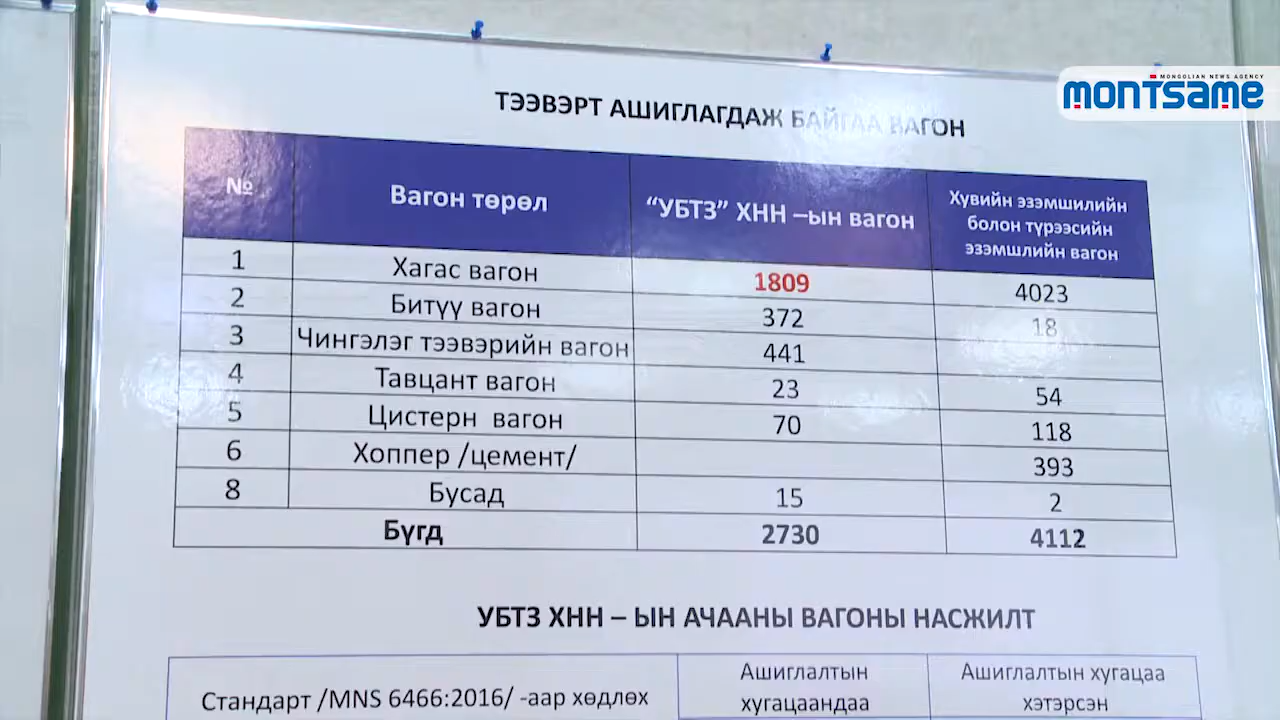 MONGOLIAN NEWS AGENCY
MONTSAME
ТЭЭВЭРТ АШИГЛАГДАЖ БАЙГАА ВАГОН
№ Вагон төрөл “УБТЗ” ХНН –ын вагон Хувийн эзэмшилийн
болон түрээсийн
эзэмшлийн вагон
1 Хагас вагон 1809 4023
2 Битүү вагон 372 18
3 Чингэлэг тээвэрийн вагон 441
4 Тавцант вагон 23 54
5 Цистерн вагон 70 118
6 Хоппер /цемент/ 393
8 Бусад 15 2
Бүгд 2730 4112
УБТЗ ХНН – ЫН АЧААНЫ ВАГОНЫ НАСЖИЛТ
Стандарт /MNS 6466:2016/ -аар хөдлөх
Ашиглалтын
хугацаандаа
Ашиглалтын хугацаа
хэтэрсэн